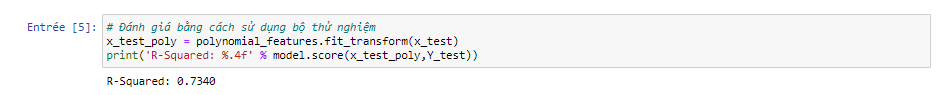 Entrée [5]: # Đánh giá bằng cách sử dụng bộ thử nghiệm
x_test_poly = polynomial_features.fit_transform(x_test)
print('R-Squared: %.4f' % model.score(x_test_poly,Y_test))
R-Squared: 0.7340